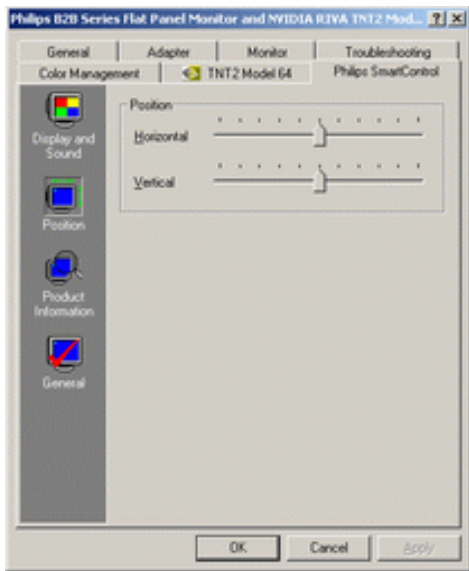 Philips B2B Series Flat Panel Monitor and NVIDIA RIVA TNT2 Mod...
General
Adapter
Monitor
Troubleshooting
Color Management
TNT2 Model 64
Philips SmartControl
Display and
Sound
Position
Product
Information
General
Position
Horizontal
Vertical
OK
Cancel
Apply